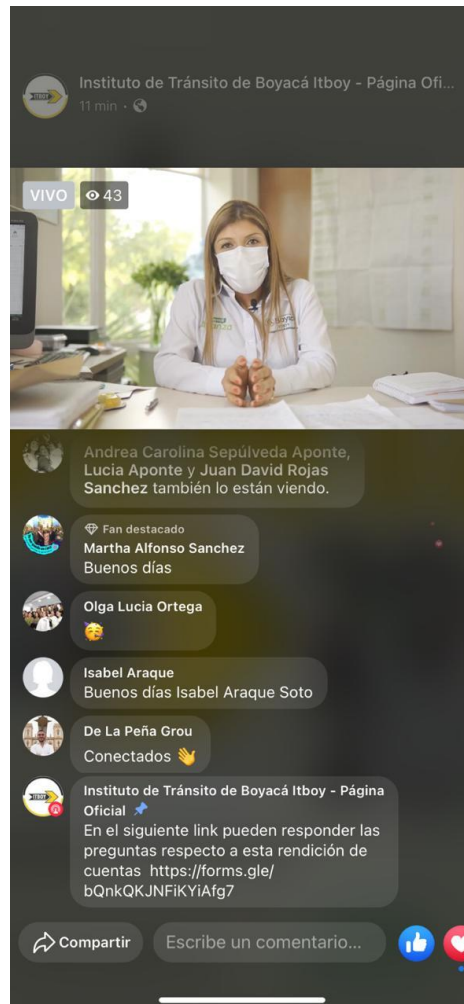 Instituto de Tránsito de Boyacá Itboy - Página Ofi...
11 min ·
ITBOY
VIVO
43
Andrea Carolina Sepúlveda Aponte,
Lucia Aponte y Juan David Rojas
Sanchez también lo están viendo.
Fan destacado
Martha Alfonso Sanchez
Buenos días
Olga Lucia Ortega
🥳
Isabel Araque
Buenos días Isabel Araque Soto
De La Peña Grou
Conectados 👋
Instituto de Tránsito de Boyacá Itboy - Página
Oficial 📌
ITBOY
En el siguiente link pueden responder las
preguntas respecto a esta rendición de
cuentas https://forms.gle/
bQnkQKJNFiKYiAfg7
Compartir
Escribe un comentario...